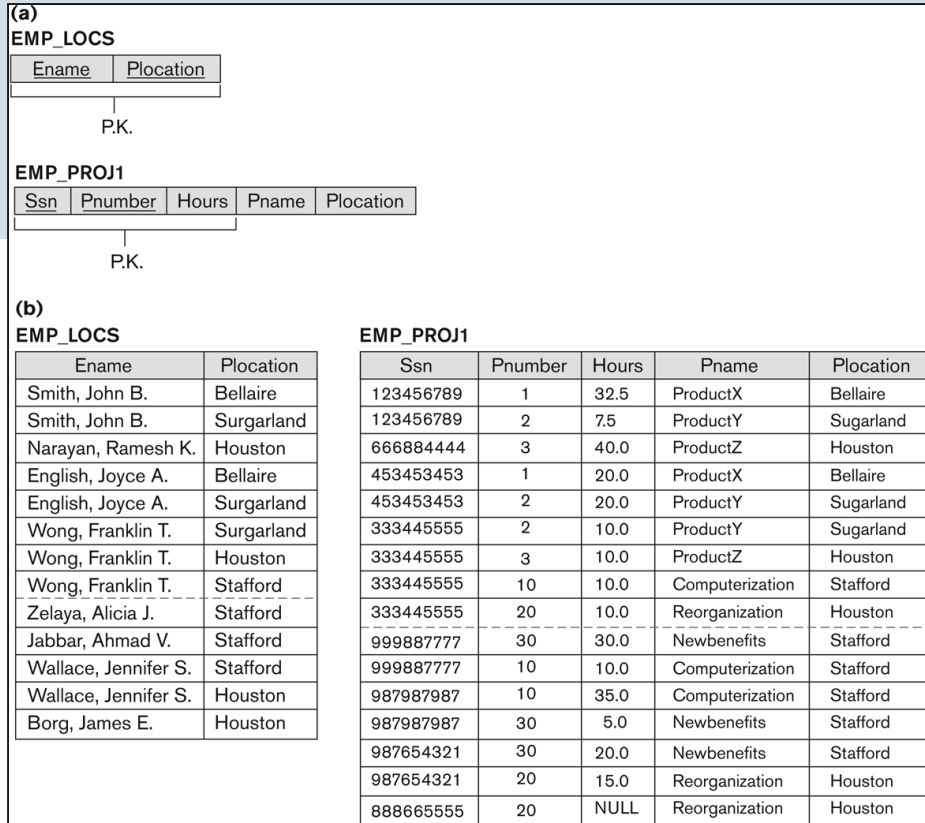 (a)
EMP_LOCS
Ename Plocation
P.K.
EMP_PROJ1
Ssn Pnumber Hours Pname Plocation
P.K.
(b)
EMP_LOCS
Ename Plocation
Smith, John B. Bellaire
Smith, John B. Surgarland
Narayan, Ramesh K. Houston
English, Joyce A. Bellaire
English, Joyce A. Surgarland
Wong, Franklin T. Surgarland
Wong, Franklin T. Houston
Wong, Franklin T. Stafford
Zelaya, Alicia J. Stafford
Jabbar, Ahmad V. Stafford
Wallace, Jennifer S. Stafford
Wallace, Jennifer S. Houston
Borg, James E. Houston
EMP_PROJ1
Ssn Pnumber Hours Pname Plocation
123456789 1 32.5 ProductX Bellaire
123456789 2 7.5 ProductY Sugarland
666884444 3 40.0 ProductZ Houston
453453453 1 20.0 ProductX Bellaire
453453453 2 20.0 ProductY Sugarland
333445555 2 10.0 ProductY Sugarland
333445555 3 10.0 ProductZ Houston
333445555 10 10.0 Computerization Stafford
333445555 20 10.0 Reorganization Houston
999887777 30 30.0 Newbenefits Stafford
999887777 10 10.0 Computerization Stafford
987987987 10 35.0 Computerization Stafford
987987987 30 5.0 Newbenefits Stafford
987654321 30 20.0 Newbenefits Stafford
987654321 20 15.0 Reorganization Houston
888665555 20 NULL Reorganization Houston